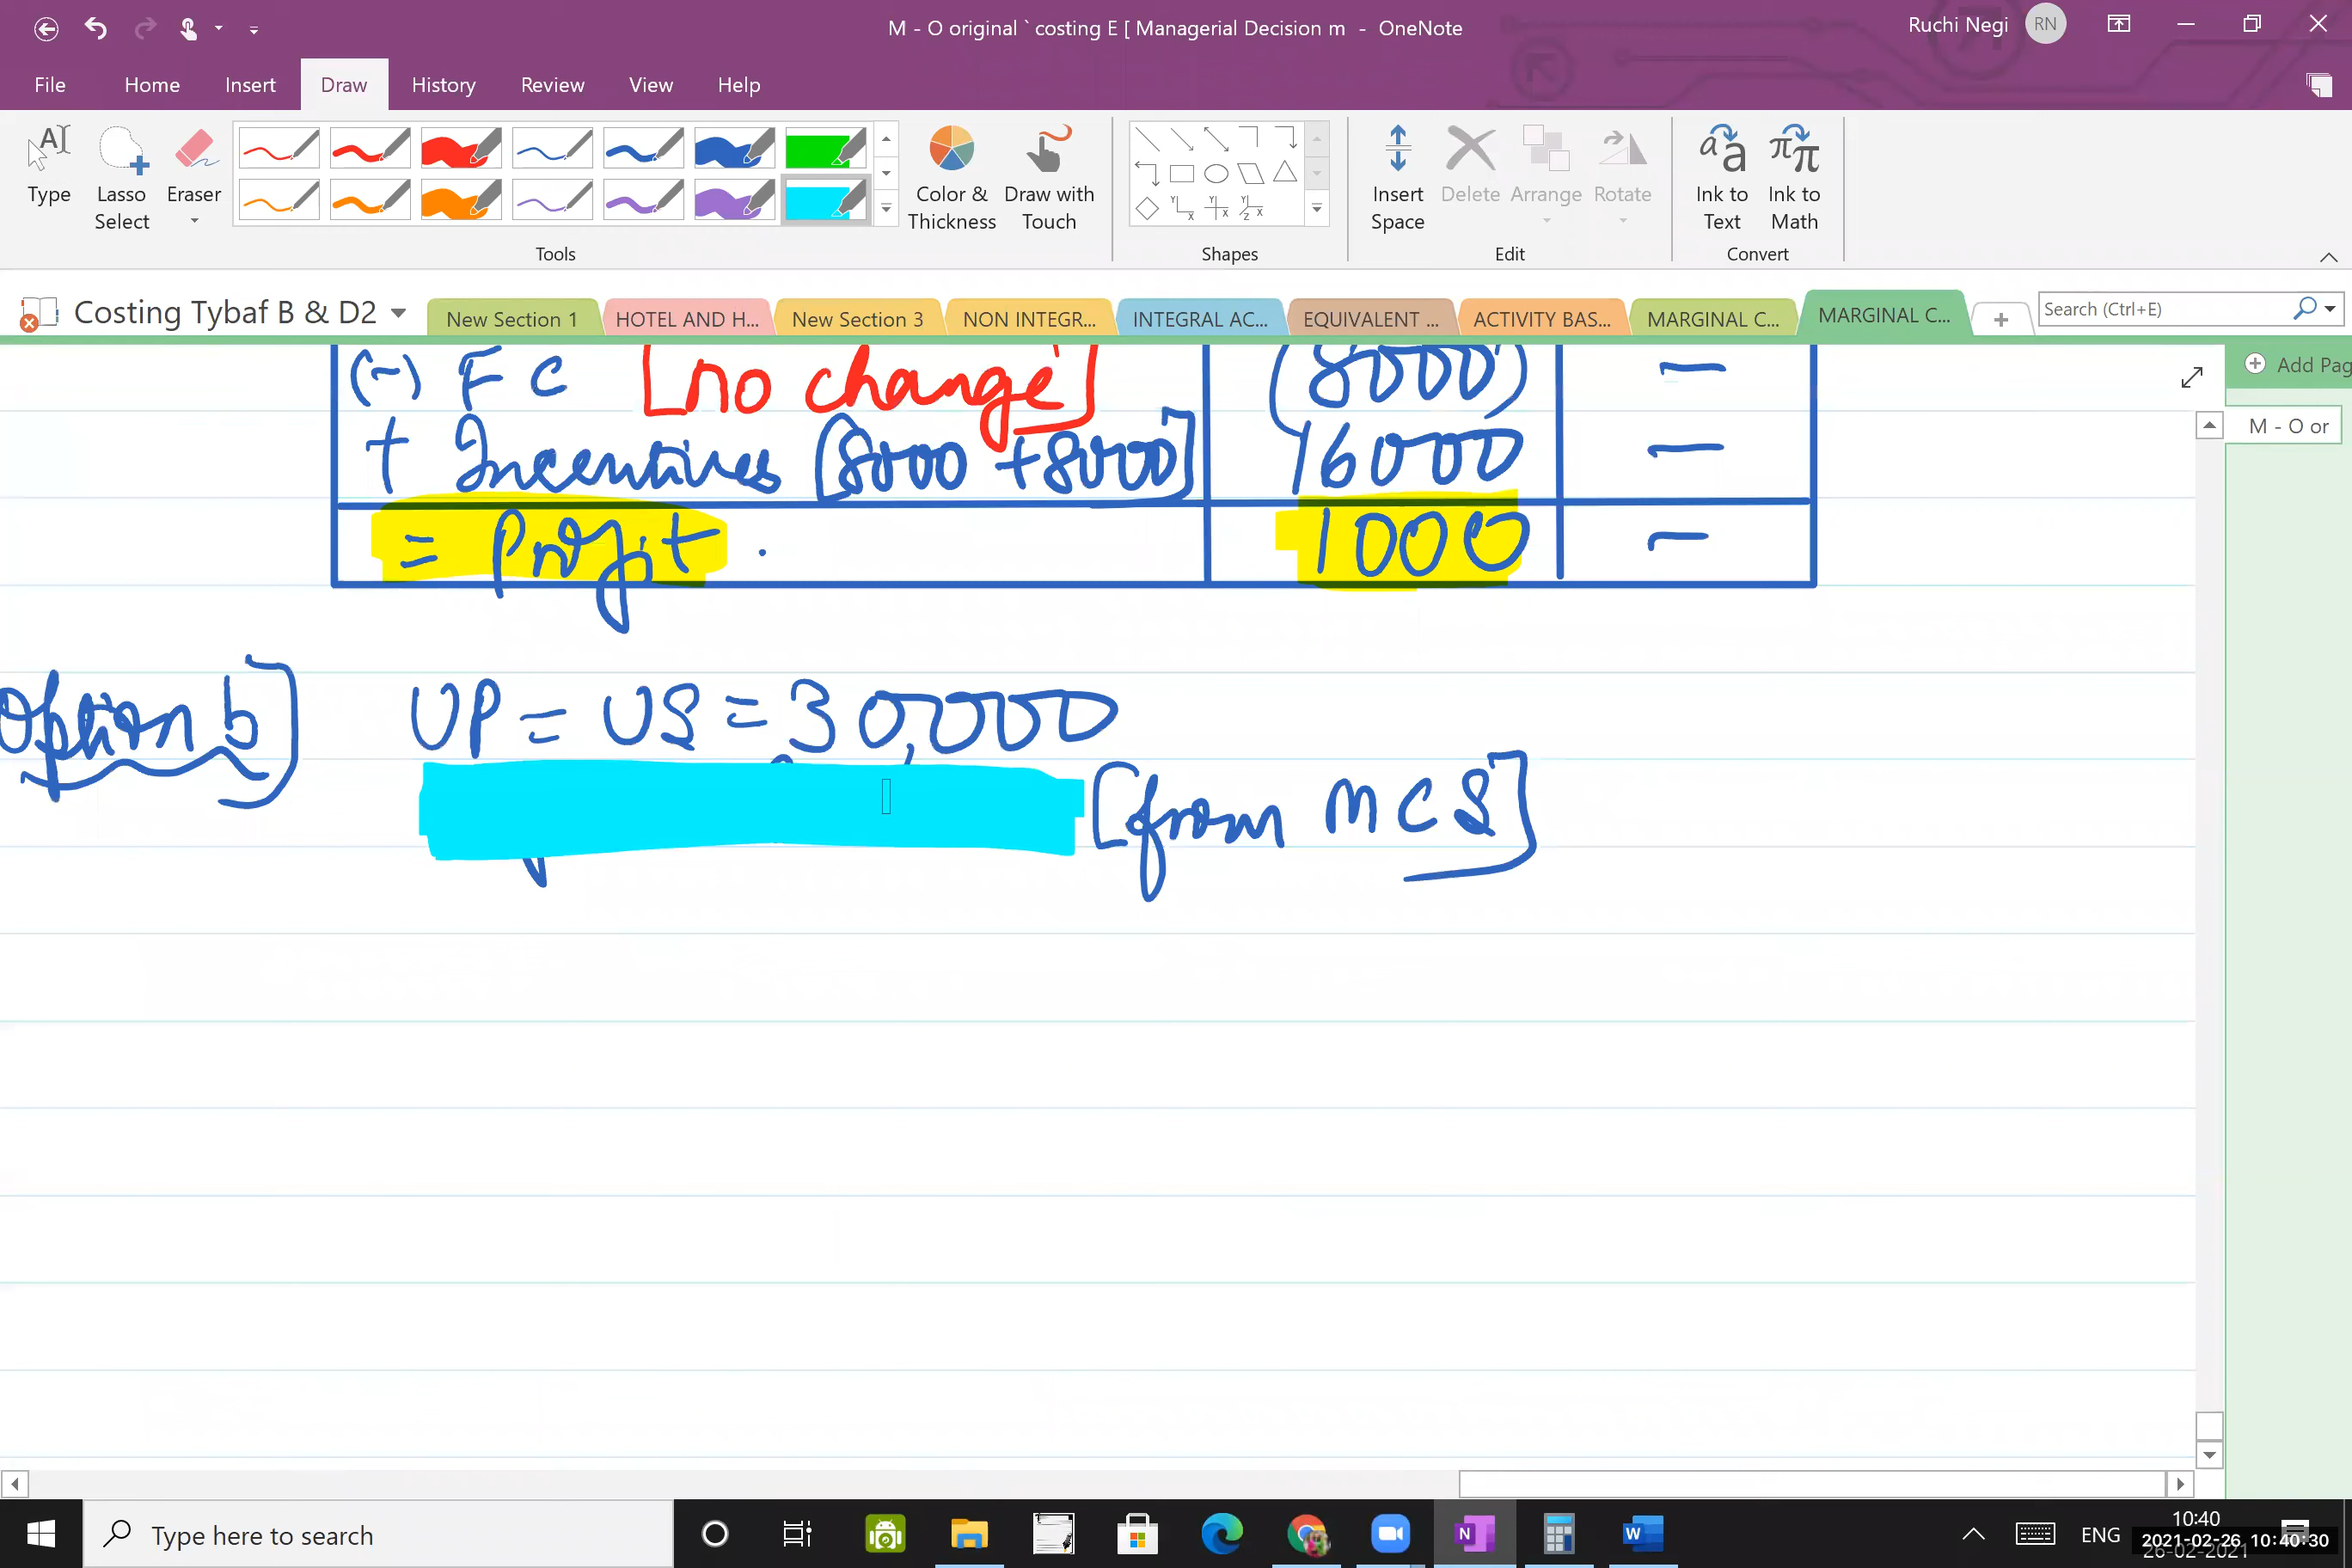 M - O original ` costing E [ Managerial Decision m - OneNote
Ruchi Negi RN
File Home Insert Draw History Review View Help
Type
Lasso Select
Eraser
Color & Thickness
Draw with Touch
Insert Space
Delete
Arrange
Rotate
Ink to Text
Ink to Math
Tools Shapes Edit Convert
Costing Tybaf B & D2
New Section 1 HOTEL AND H... New Section 3 NON INTEGR... INTEGRAL AC... EQUIVALENT ... ACTIVITY BAS... MARGINAL C... MARGINAL C... +
Search (Ctrl+E)
Add Pag
M - O or
(-) FC [no change] (8000) -
+ Incentives [8000 + 8000] 16000 -
= Profit . 1000 -
Option b) UP = US = 30,000
[from MCS]
Type here to search
ENG
10:40
26-02-2021
2021-02-26 10:40:30